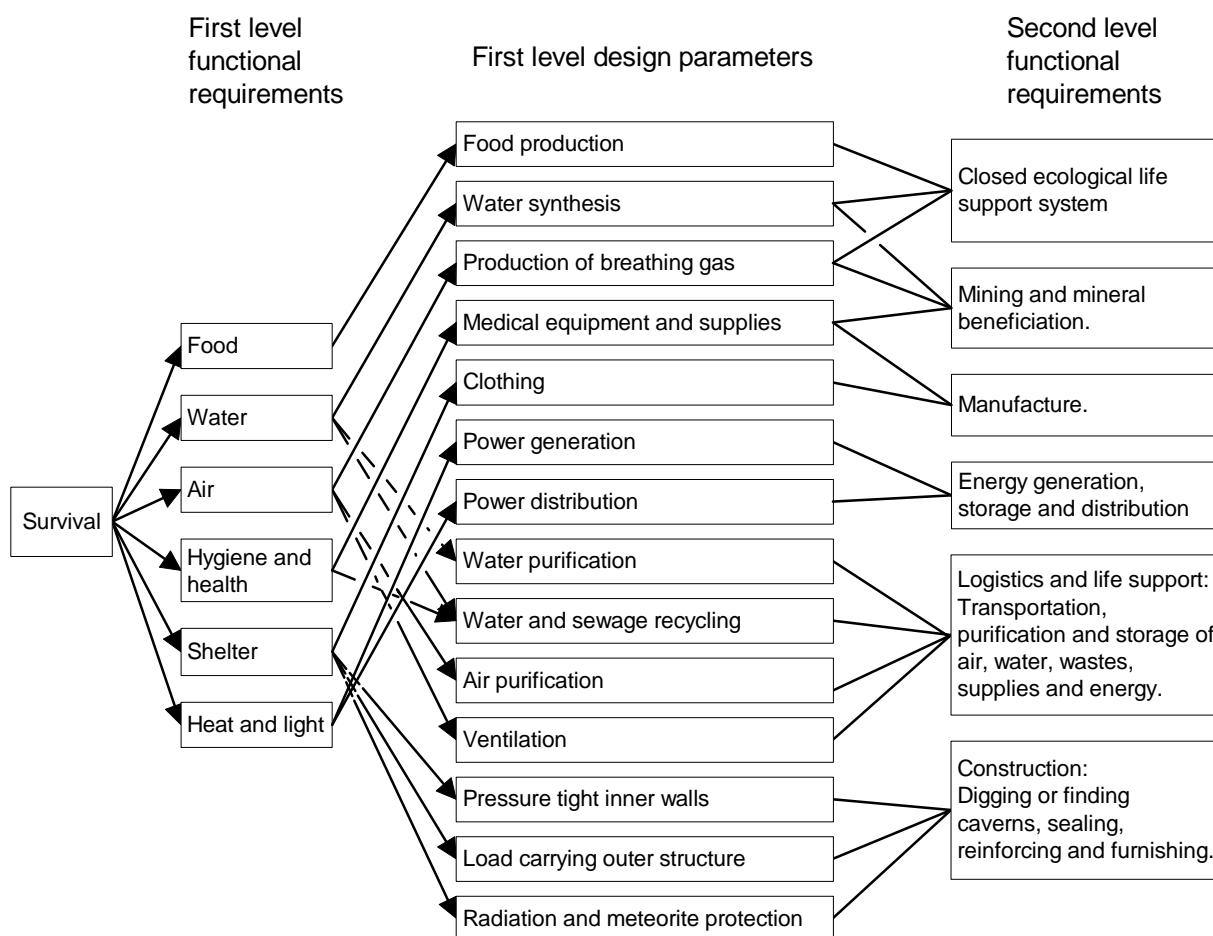 First level
functional
requirements
First level design parameters
Second level
functional
requirements
Survival
Food
Water
Air
Hygiene and
health
Shelter
Heat and light
Food production
Water synthesis
Production of breathing gas
Medical equipment and supplies
Clothing
Power generation
Power distribution
Water purification
Water and sewage recycling
Air purification
Ventilation
Pressure tight inner walls
Load carrying outer structure
Radiation and meteorite protection
Closed ecological life
support system
Mining and mineral
beneficiation.
Manufacture.
Energy generation,
storage and distribution
Logistics and life support:
Transportation,
purification and storage of
air, water, wastes,
supplies and energy.
Construction:
Digging or finding
caverns, sealing,
reinforcing and furnishing.